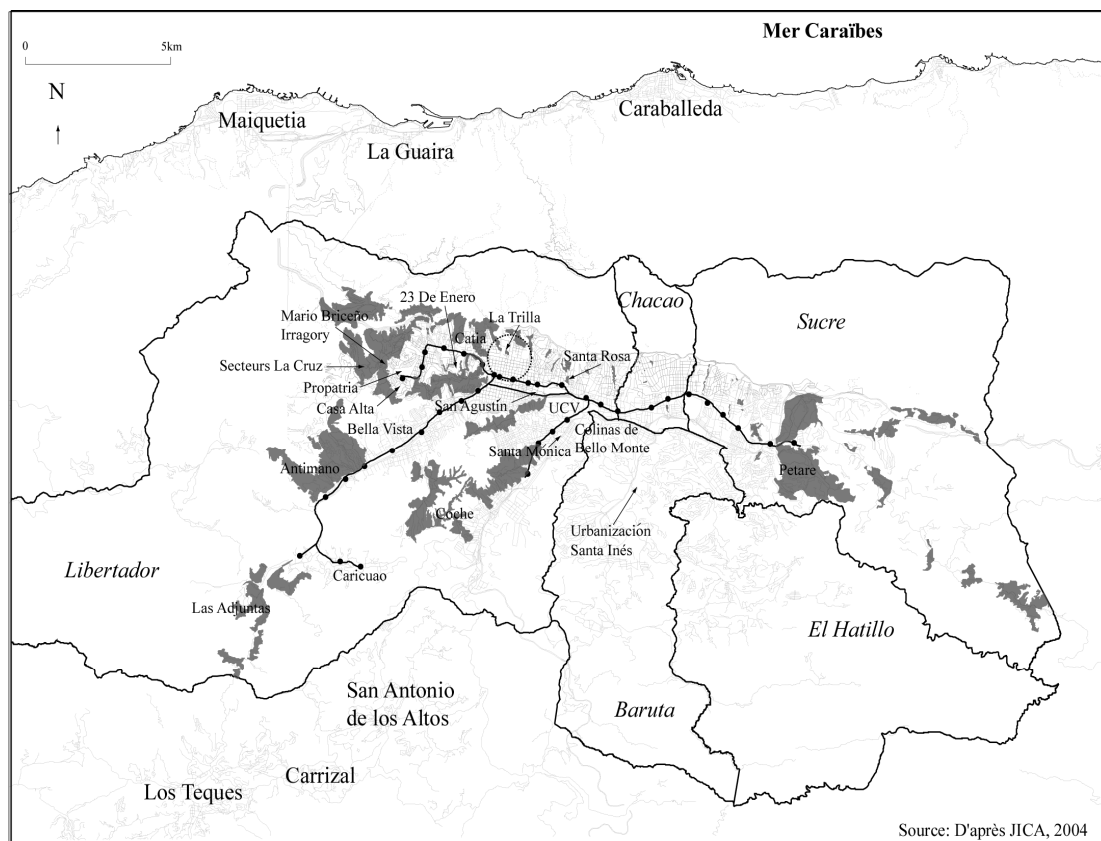 Mer Caraïbes
0
5km
N
Maiquetia
Caraballeda
La Guaira
23 De Enero
Chacao
Mario Briceño
Irragory
La Trilla
Sucre
Catia
Secteurs La Cruz
Santa Rosa
Propatria
Casa Alta
San Agustín
UCV
Bella Vista
Colinas de
Bello Monte
Santa Mónica
Antimano
Petare
Coche
Urbanización
Santa Inés
Libertador
Caricuao
Las Adjuntas
El Hatillo
San Antonio
de los Altos
Baruta
Carrizal
Los Teques
Source: D'après JICA, 2004